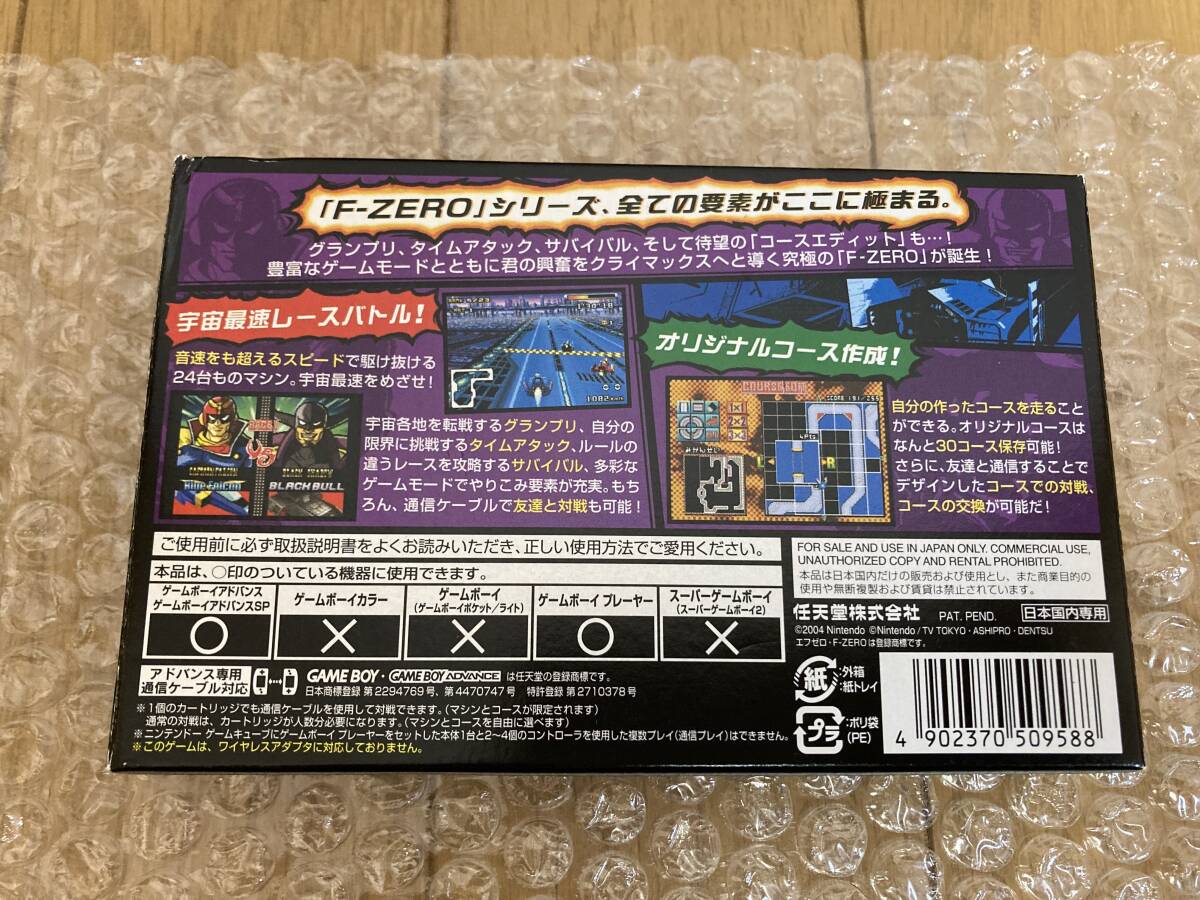 「F-ZERO」シリーズ、全ての要素がここに極まる。
グランプリ、タイムアタック、サバイバル、そして待望の「コースエディット」も…!
豊富なゲームモードとともに君の興奮をクライマックスへと導く究極の「F-ZERO」が誕生!
宇宙最速レースバトル!
音速をも超えるスピードで駆け抜ける
24台ものマシン。宇宙最速をめざせ!
1082
VS
Blue Falcon
BLACK BULL
宇宙各地を転戦するグランプリ、自分の
限界に挑戦するタイムアタック、ルールの
違うレースを攻略するサバイバル、多彩な
ゲームモードでやりこみ要素が充実。もち
ろん、通信ケーブルで友達と対戦も可能!
オリジナルコース作成!
SCORE 191/255
4Pts
みかんせい
L
R
自分の作ったコースを走ること
ができる。オリジナルコースは
なんと30コース保存可能!
さらに、友達と通信することで
デザインしたコースでの対戦、
コースの交換が可能だ!
ご使用前に必ず取扱説明書をよくお読みいただき、正しい使用方法でご愛用ください。
本品は、○印のついている機器に使用できます。
ゲームボーイアドバンス
ゲームボーイアドバンスSP
ゲームボーイカラー
ゲームボーイ
(ゲームボーイポケット/ライト)
ゲームボーイ プレーヤー
スーパーゲームボーイ
(スーパーゲームボーイ2)
○ × × ○ ×
アドバンス専用
通信ケーブル対応
GAME BOY・GAME BOY ADVANCE は任天堂の登録商標です。
日本商標登録 第2294769号、第4470747号 特許登録 第2710378号
※1個のカートリッジでも通信ケーブルを使用して対戦できます。(マシンとコースが限定されます)
通常の対戦は、カートリッジが人数分必要になります。(マシンとコースを自由に選べます)
※ニンテンドー ゲームキューブにゲームボーイ プレーヤーをセットした本体1台と2〜4個のコントローラを使用した複数プレイ(通信プレイ)はできません。
※このゲームは、ワイヤレスアダプタに対応しておりません。
FOR SALE AND USE IN JAPAN ONLY. COMMERCIAL USE,
UNAUTHORIZED COPY AND RENTAL PROHIBITED.
本品は日本国内だけの販売および使用とし、また商業目的の
使用や無断複製および賃貸は禁止されています。
任天堂株式会社 PAT. PEND. 日本国内専用
©2004 Nintendo ©Nintendo/TV TOKYO・ASHIPRO・DENTSU
エフゼロ・F-ZEROは登録商標です。
紙
:外箱
:紙トレイ
プラ
:ポリ袋
(PE)
4 902370 509588